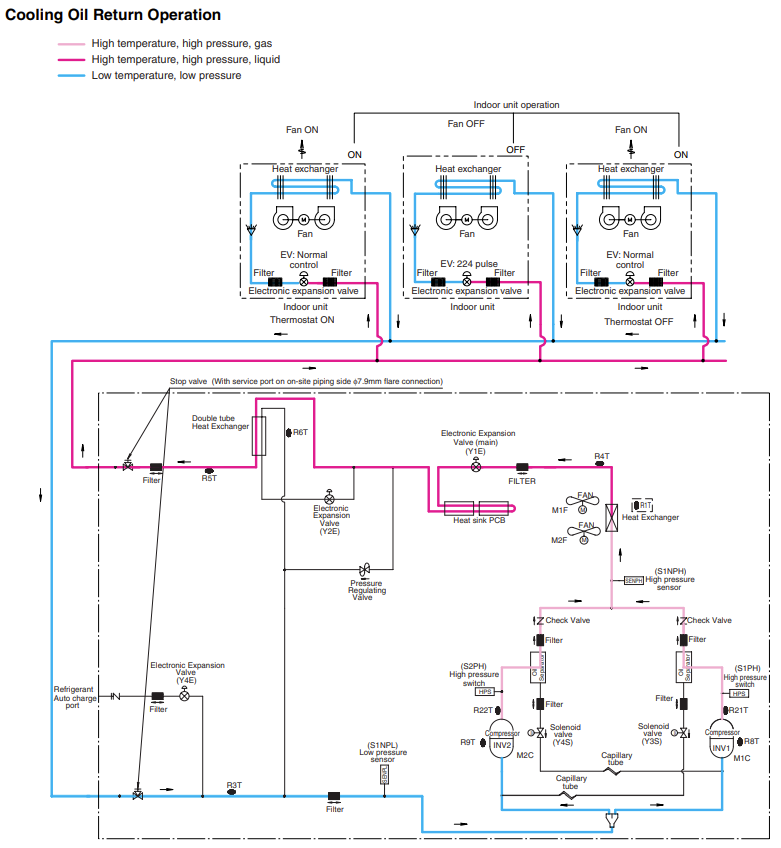 Cooling Oil Return Operation
High temperature, high pressure, gas
High temperature, high pressure, liquid
Low temperature, low pressure
Indoor unit operation
Fan ON
Fan OFF
Fan ON
ON
OFF
ON
Heat exchanger
Heat exchanger
Heat exchanger
M
M
M
Fan
Fan
Fan
EV: Normal
control
EV: 224 pulse
EV: Normal
control
Filter
Filter
Filter
Filter
Filter
Filter
Electronic expansion valve
Electronic expansion valve
Electronic expansion valve
Indoor unit
Indoor unit
Indoor unit
Thermostat ON
Thermostat OFF
Stop valve (With service port on on-site piping side φ7.9mm flare connection)
Double tube
Heat Exchanger
R6T
Electronic Expansion
Valve (main)
(Y1E)
R4T
Filter
R5T
FILTER
Electronic
Expansion
Valve
(Y2E)
Heat sink PCB
FAN
M1F
M
R1T
Heat Exchanger
FAN
M2F
M
Pressure
Regulating
Valve
(S1NPH)
SENPH
High pressure
sensor
Check Valve
Check Valve
Filter
Filter
Oil
Separator
Oil
Separator
(S2PH)
High pressure
switch
HPS
(S1PH)
High pressure
switch
HPS
Electronic Expansion
Valve
(Y4E)
Refrigerant
Auto charge
port
Filter
Filter
Filter
R22T
R21T
Compressor
INV2
R9T
M2C
Solenoid
valve
(Y4S)
Solenoid
valve
(Y3S)
Compressor
INV1
R8T
M1C
(S1NPL)
Low pressure
sensor
SENPL
Capillary
tube
Capillary
tube
R3T
Filter